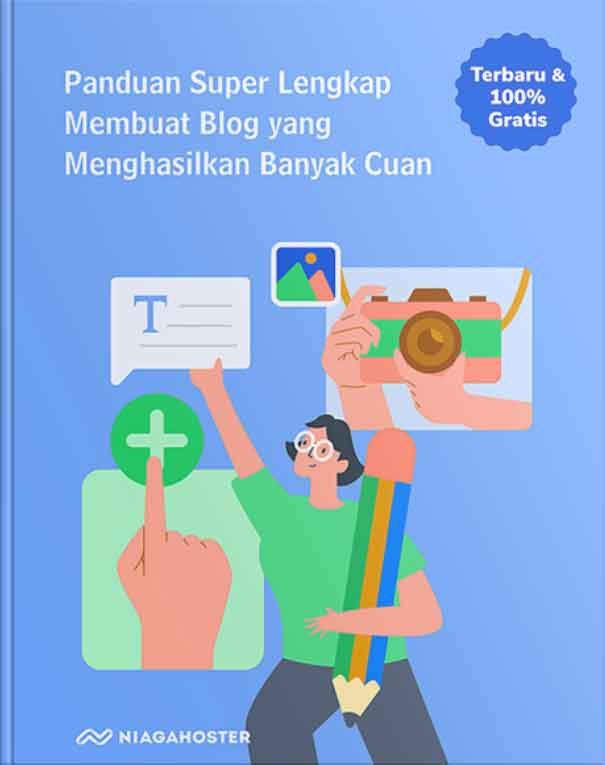 Panduan Super Lengkap
Membuat Blog yang
Menghasilkan Banyak Cuan
Terbaru &
100%
Gratis
T
NIAGAHOSTER